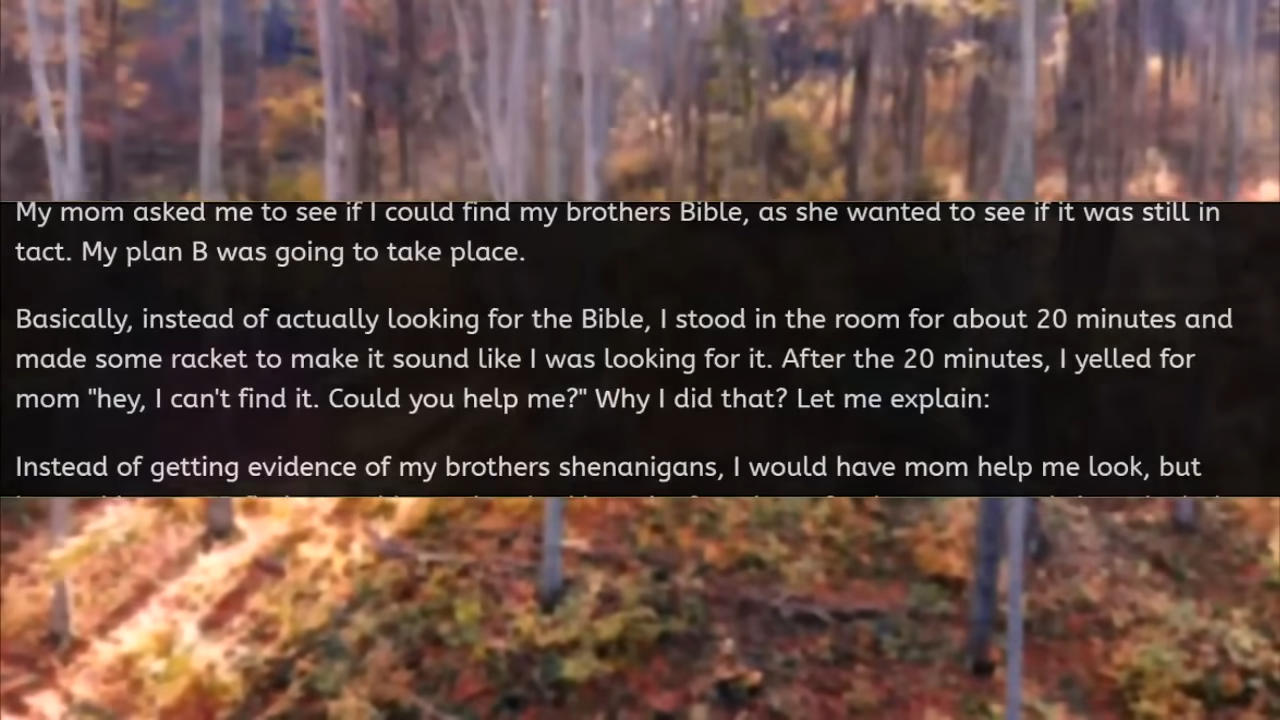 My mom asked me to see if I could find my brothers Bible, as she wanted to see if it was still in
tact. My plan B was going to take place.
Basically, instead of actually looking for the Bible, I stood in the room for about 20 minutes and
made some racket to make it sound like I was looking for it. After the 20 minutes, I yelled for
mom "hey, I can't find it. Could you help me?" Why I did that? Let me explain:
Instead of getting evidence of my brothers shenanigans, I would have mom help me look, but